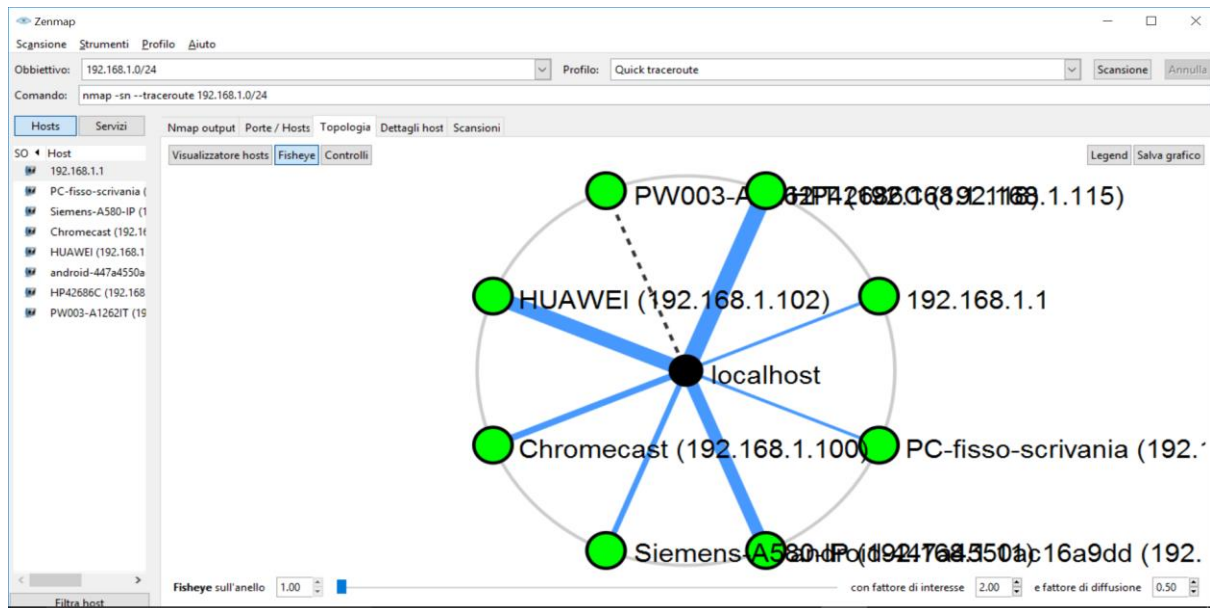 Zenmap
Scansione Strumenti Profilo Aiuto
Obbiettivo: 192.168.1.0/24 Profilo: Quick traceroute Scansione Annulla
Comando: nmap -sn --traceroute 192.168.1.0/24
Hosts Servizi Nmap output Porte / Hosts Topologia Dettagli host Scansioni
SO Host Visualizzatore hosts Fisheye Controlli Legend Salva grafico
192.168.1.1
PC-fisso-scrivania (
Siemens-A580-IP (1
Chromecast (192.16
HUAWEI (192.168.1
android-447a4550a
HP42686C (192.168
PW003-A1262IT (19
HUAWEI (192.168.1.102)
192.168.1.1
localhost
Chromecast (192.168.1.100)
PC-fisso-scrivania (192.
Fisheye sull'anello 1.00 con fattore di interesse 2.00 e fattore di diffusione 0.50
Filtra host